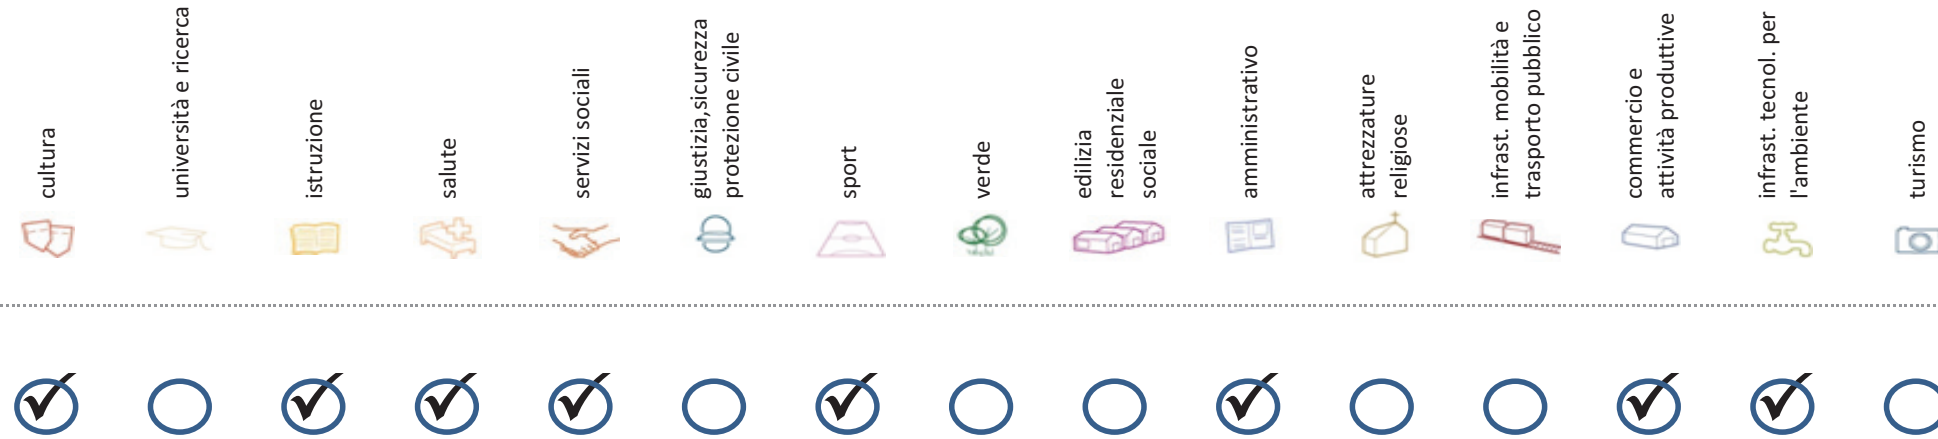 cultura
università e ricerca
istruzione
salute
servizi sociali
giustizia,sicurezza
protezione civile
sport
verde
edilizia
residenziale
sociale
amministrativo
attrezzature
religiose
infrast. mobilità e
trasporto pubblico
commercio e
attività produttive
infrast. tecnol. per
l'ambiente
turismo